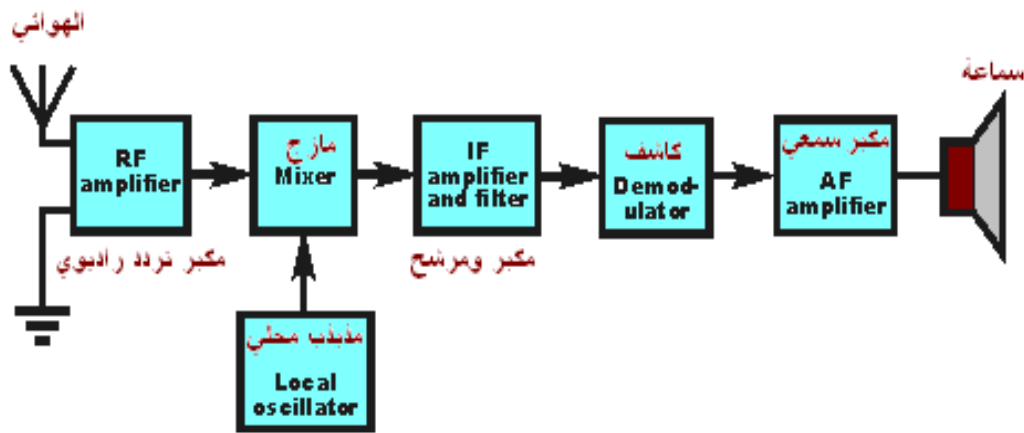 الهوائي
سماعة
RF
amplifier
مازج
Mixer
IF
amplifier
and filter
كاشف
Demod-
ulator
مكبر سمعي
AF
amplifier
مكبر تردد راديوي
مكبر ومرشح
مذبذب محلي
Local
oscillator